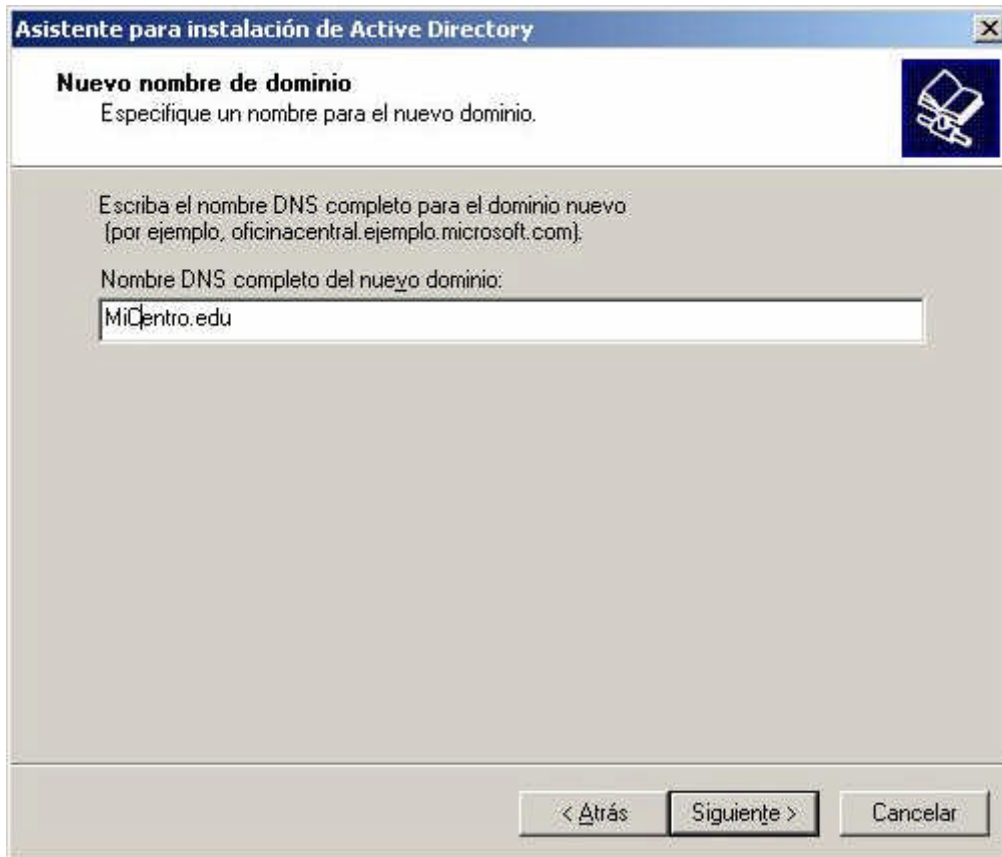 Asistente para instalación de Active Directory
Nuevo nombre de dominio
Especifique un nombre para el nuevo dominio.
Escriba el nombre DNS completo para el dominio nuevo
(por ejemplo, oficinacentral.ejemplo.microsoft.com).
Nombre DNS completo del nuevo dominio:
MiCentro.edu
< Atrás Siguiente > Cancelar